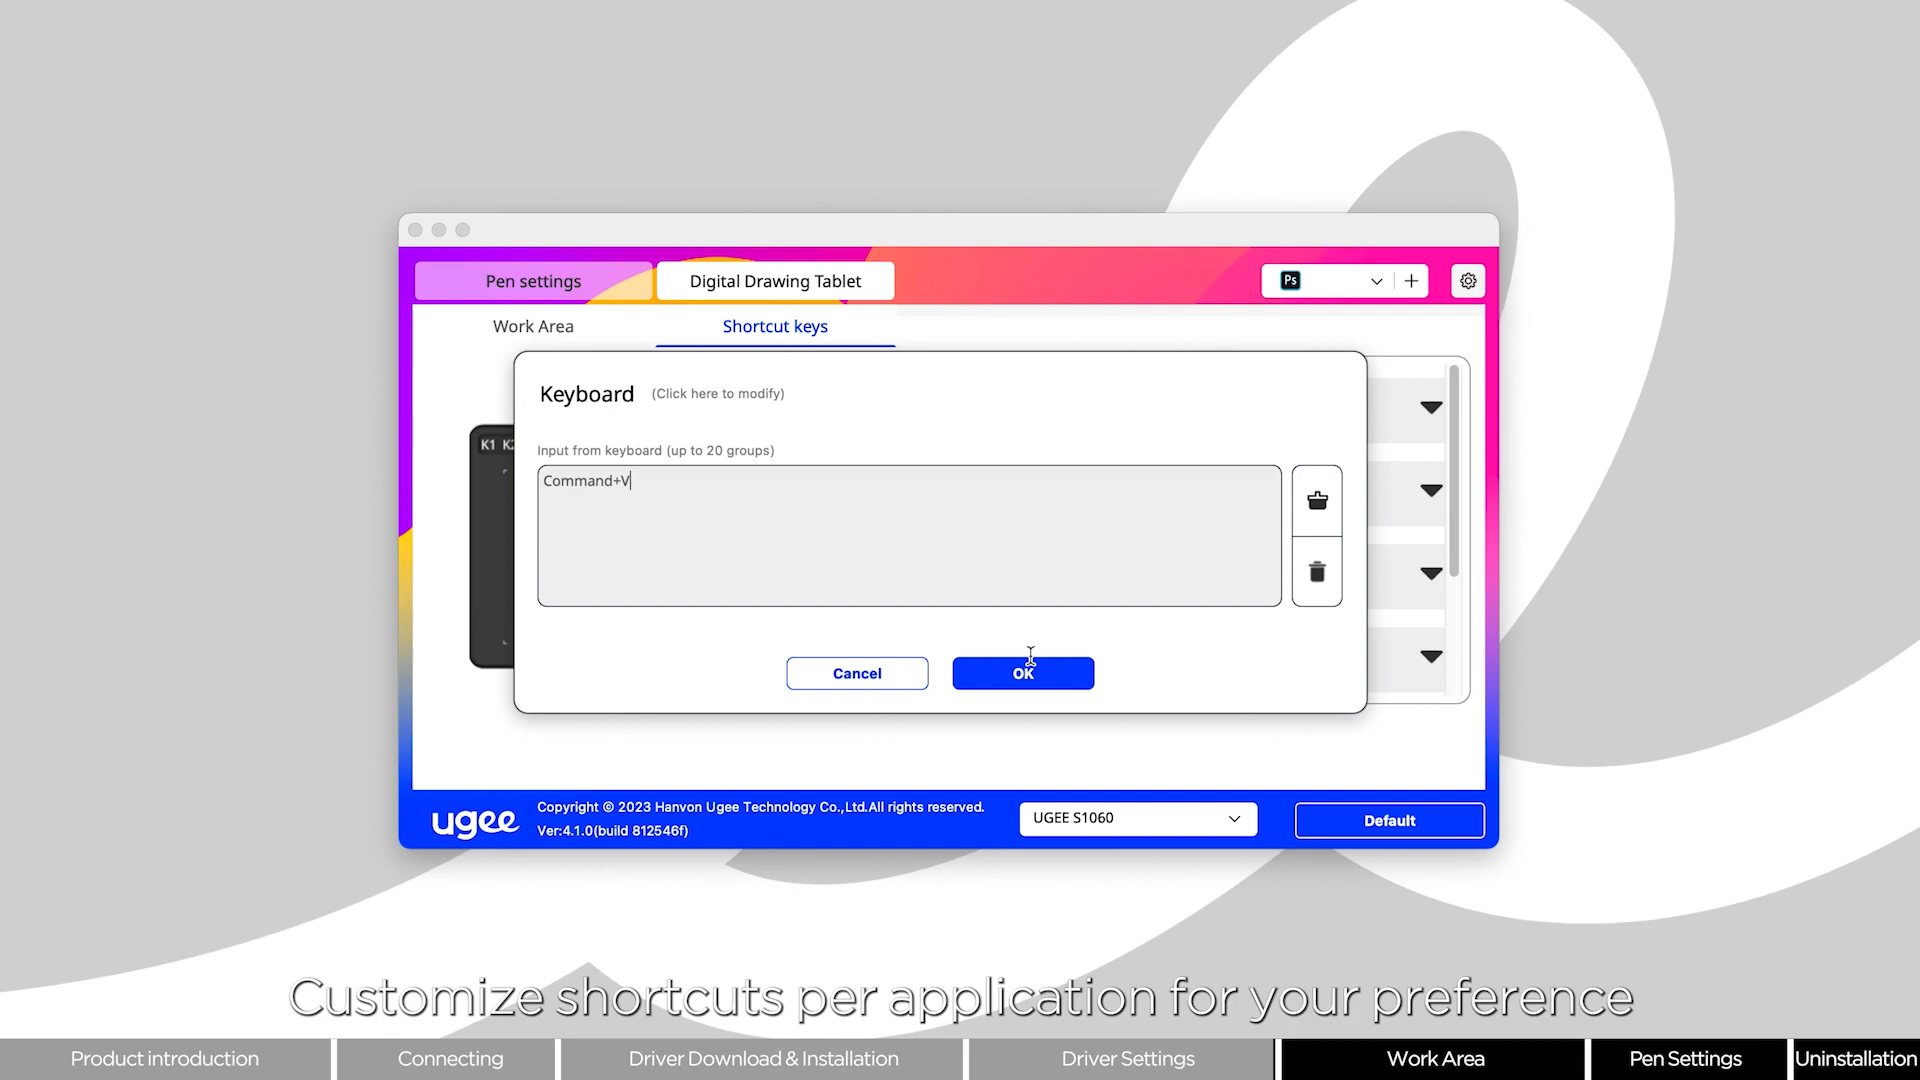 Pen settings
Digital Drawing Tablet
Ps
Work Area
Shortcut keys
Keyboard (Click here to modify)
K1
Input from keyboard (up to 20 groups)
Command+V
Cancel
OK
ugee
Copyright © 2023 Hanvon Ugee Technology Co.,Ltd.All rights reserved.
Ver:4.1.0(build 812546f)
UGEE S1060
Default
Customize shortcuts per application for your preference
Product introduction
Connecting
Driver Download & Installation
Driver Settings
Work Area
Pen Settings
Uninstallation